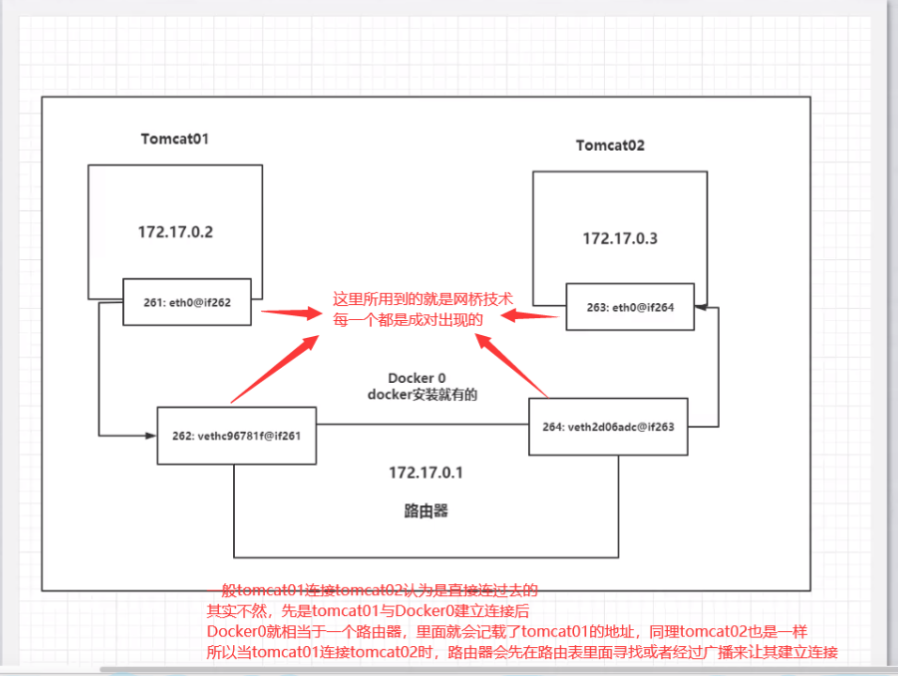 Tomcat01
Tomcat02
172.17.0.2
172.17.0.3
261: eth0@if262
263: eth0@if264
这里所用到的就是网桥技术
每一个都是成对出现的
Docker 0
docker安装就有的
262: vethc96781f@if261
264: veth2d06adc@if263
172.17.0.1
路由器
一般tomcat01连接tomcat02认为是直接连过去的
其实不然，先是tomcat01与Docker0建立连接后
Docker0就相当于一个路由器，里面就会记载了tomcat01的地址，同理tomcat02也是一样
所以当tomcat01连接tomcat02时，路由器会先在路由表里面寻找或者经过广播来让其建立连接